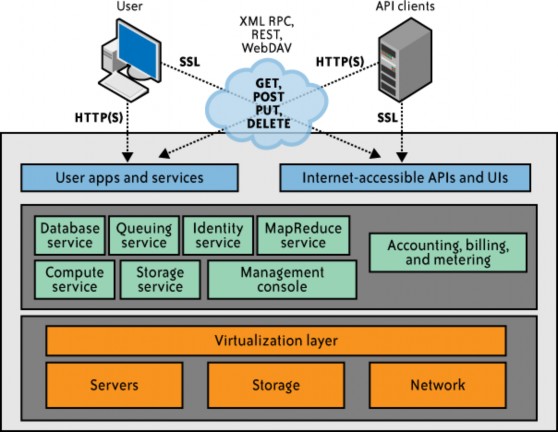 User
XML RPC,
REST,
WebDAV
API clients
SSL
HTTP(S)
GET,
POST
PUT,
DELETE
HTTP(S)
SSL
User apps and services
Internet-accessible APIs and UIs
Database
service
Queuing
service
Identity
service
MapReduce
service
Accounting, billing,
and metering
Compute
service
Storage
service
Management
console
Virtualization layer
Servers
Storage
Network